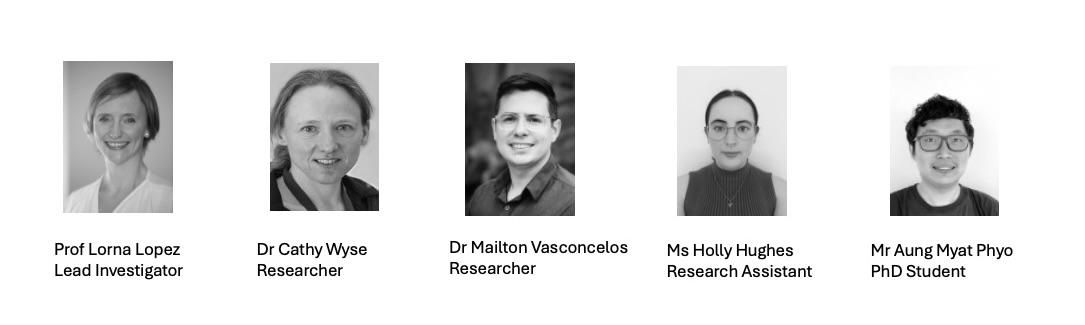 Prof Lorna Lopez
Lead Investigator
Dr Cathy Wyse
Researcher
Dr Mailton Vasconcelos
Researcher
Ms Holly Hughes
Research Assistant
Mr Aung Myat Phyo
PhD Student